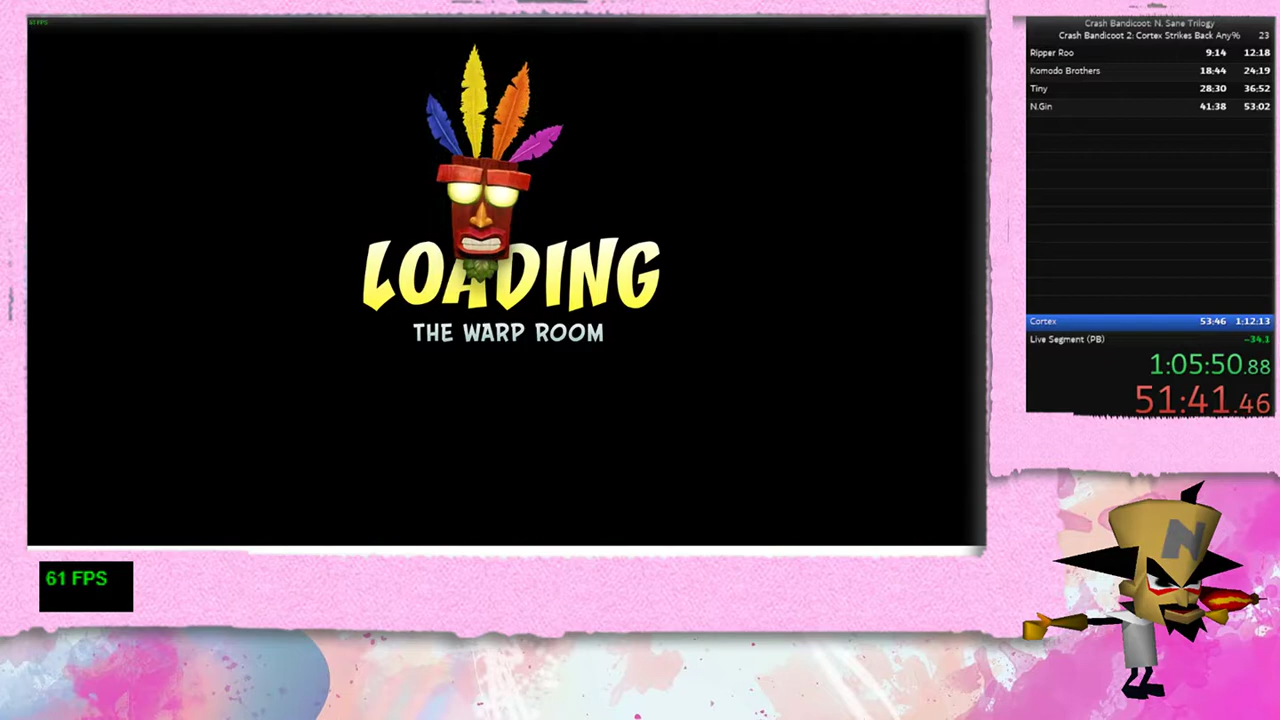 61 FPS
LOADING
THE WARP ROOM
Crash Bandicoot: N. Sane Trilogy
Crash Bandicoot 2: Cortex Strikes Back Any% 23
Ripper Roo 9:14 12:18
Komodo Brothers 18:44 24:19
Tiny 28:30 36:52
N.Gin 41:38 53:02
Cortex 53:46 1:12:13
Live Segment (PB) -34.1
1:05:50.88
51:41.46
61 FPS
N